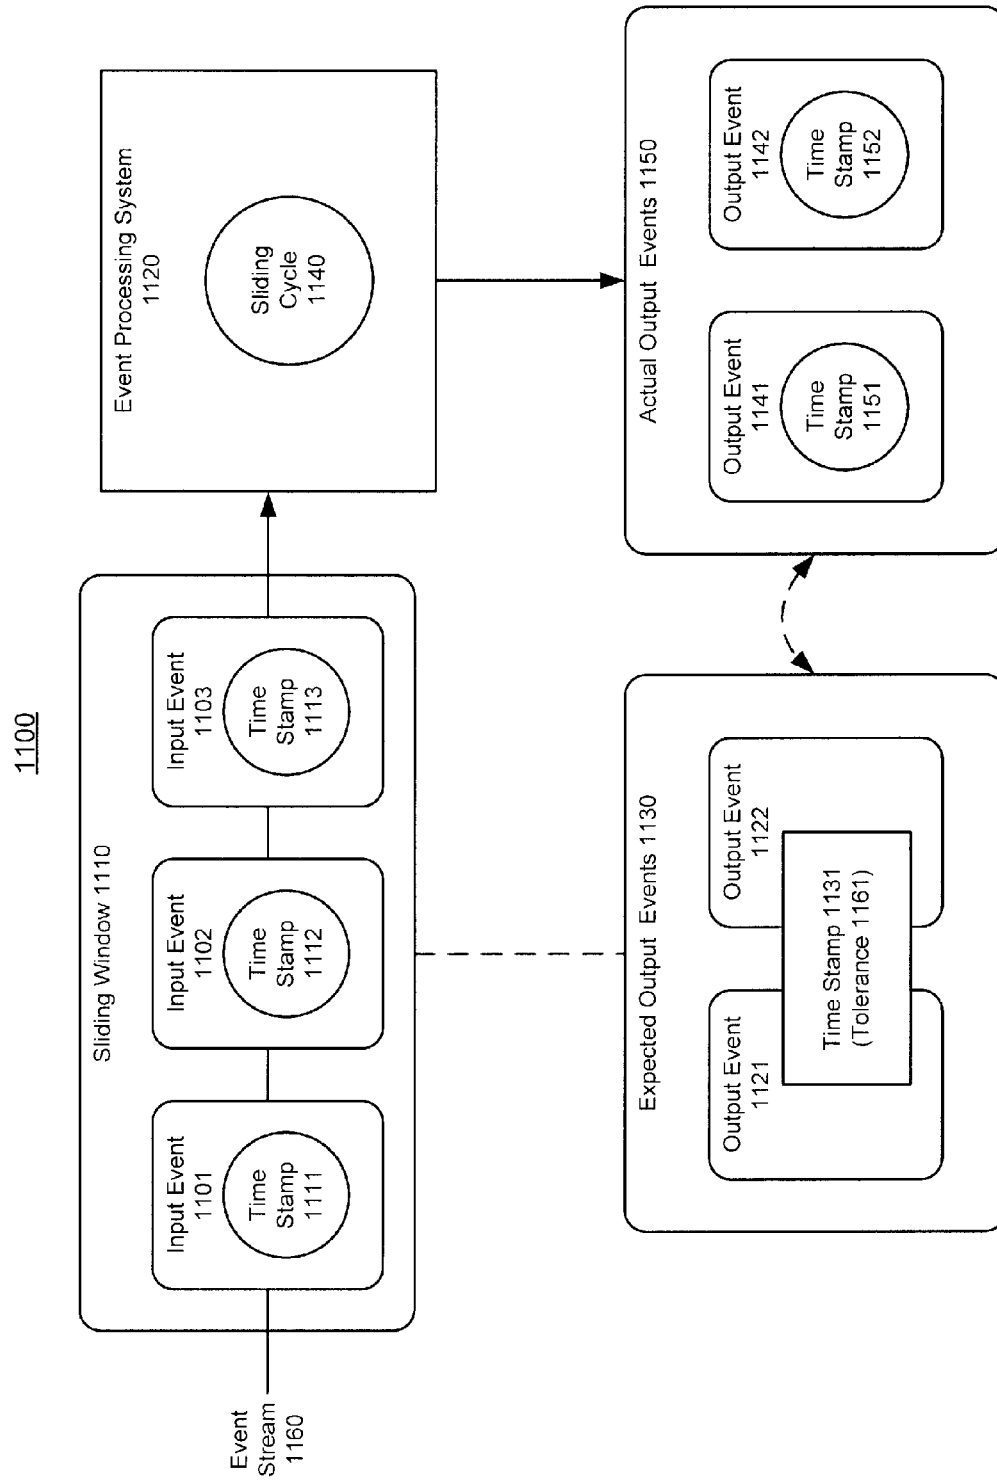 1100
Event
Stream
1160
Sliding Window 1110
Input Event
1101
Time
Stamp
1111
Input Event
1102
Time
Stamp
1112
Input Event
1103
Time
Stamp
1113
Event Processing System
1120
Sliding
Cycle
1140
Expected Output Events 1130
Output Event
1121
Output Event
1122
Time Stamp 1131
(Tolerance 1161)
Actual Output Events 1150
Output Event
1141
Time
Stamp
1151
Output Event
1142
Time
Stamp
1152